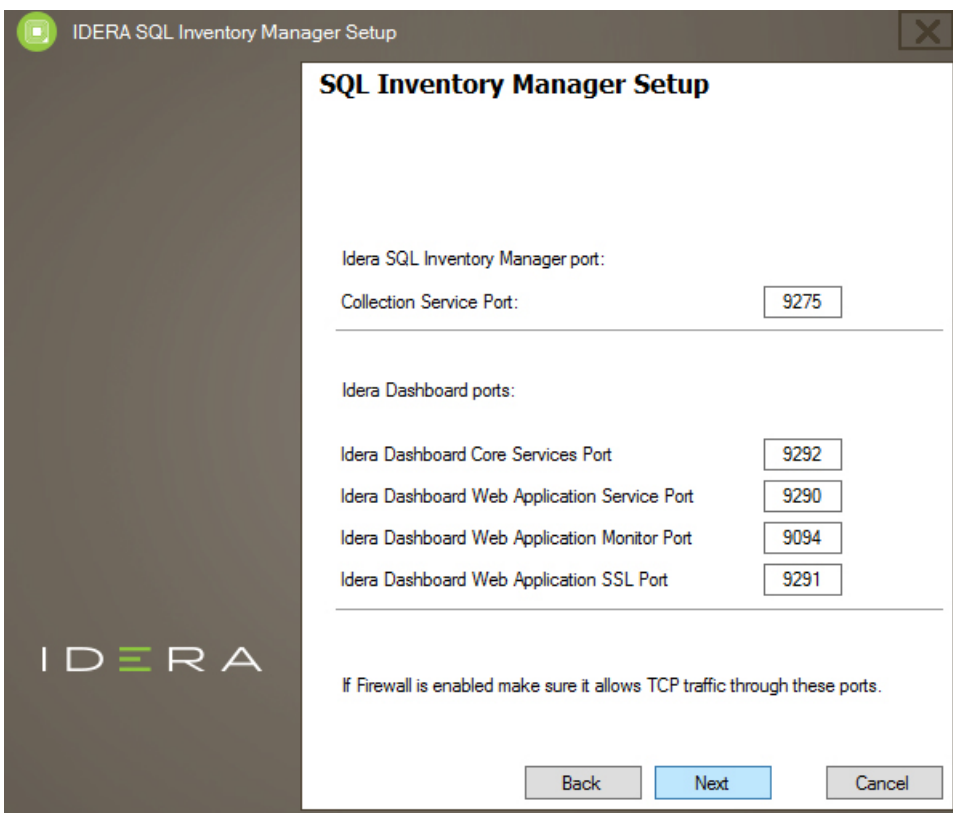 IDERA SQL Inventory Manager Setup
SQL Inventory Manager Setup
Idera SQL Inventory Manager port:
Collection Service Port: 9275
Idera Dashboard ports:
Idera Dashboard Core Services Port 9292
Idera Dashboard Web Application Service Port 9290
Idera Dashboard Web Application Monitor Port 9094
Idera Dashboard Web Application SSL Port 9291
IDERA
If Firewall is enabled make sure it allows TCP traffic through these ports.
Back Next Cancel